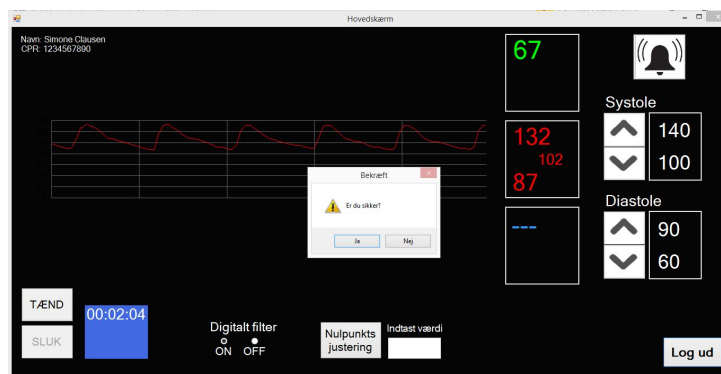 Hovedskærm
Navn: Simone Clausen
CPR: 1234567890
67
132
102
87
---
Systole
140
100
Diastole
90
60
Bekræft
Er du sikker?
Ja
Nej
TÆND
SLUK
00:02:04
Digitalt filter
ON OFF
Nulpunkts
justering
Indtast værdi
Log ud